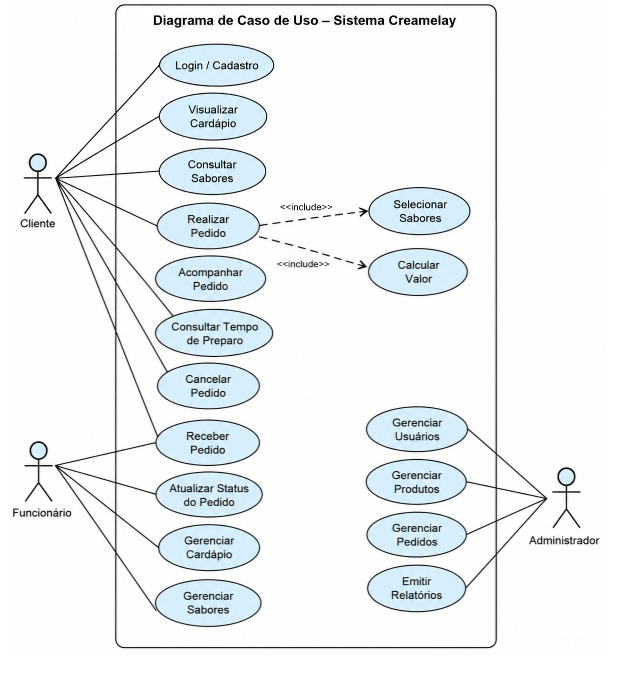 Diagrama de Caso de Uso – Sistema Creamelay
Login / Cadastro
Visualizar
Cardápio
Consultar
Sabores
Cliente
Realizar
Pedido
<<include>>
<<include>>
Selecionar
Sabores
Calcular
Valor
Acompanhar
Pedido
Consultar Tempo
de Preparo
Cancelar
Pedido
Receber
Pedido
Funcionário
Atualizar Status
do Pedido
Gerenciar
Cardápio
Gerenciar
Sabores
Gerenciar
Usuários
Gerenciar
Produtos
Gerenciar
Pedidos
Emitir
Relatórios
Administrador